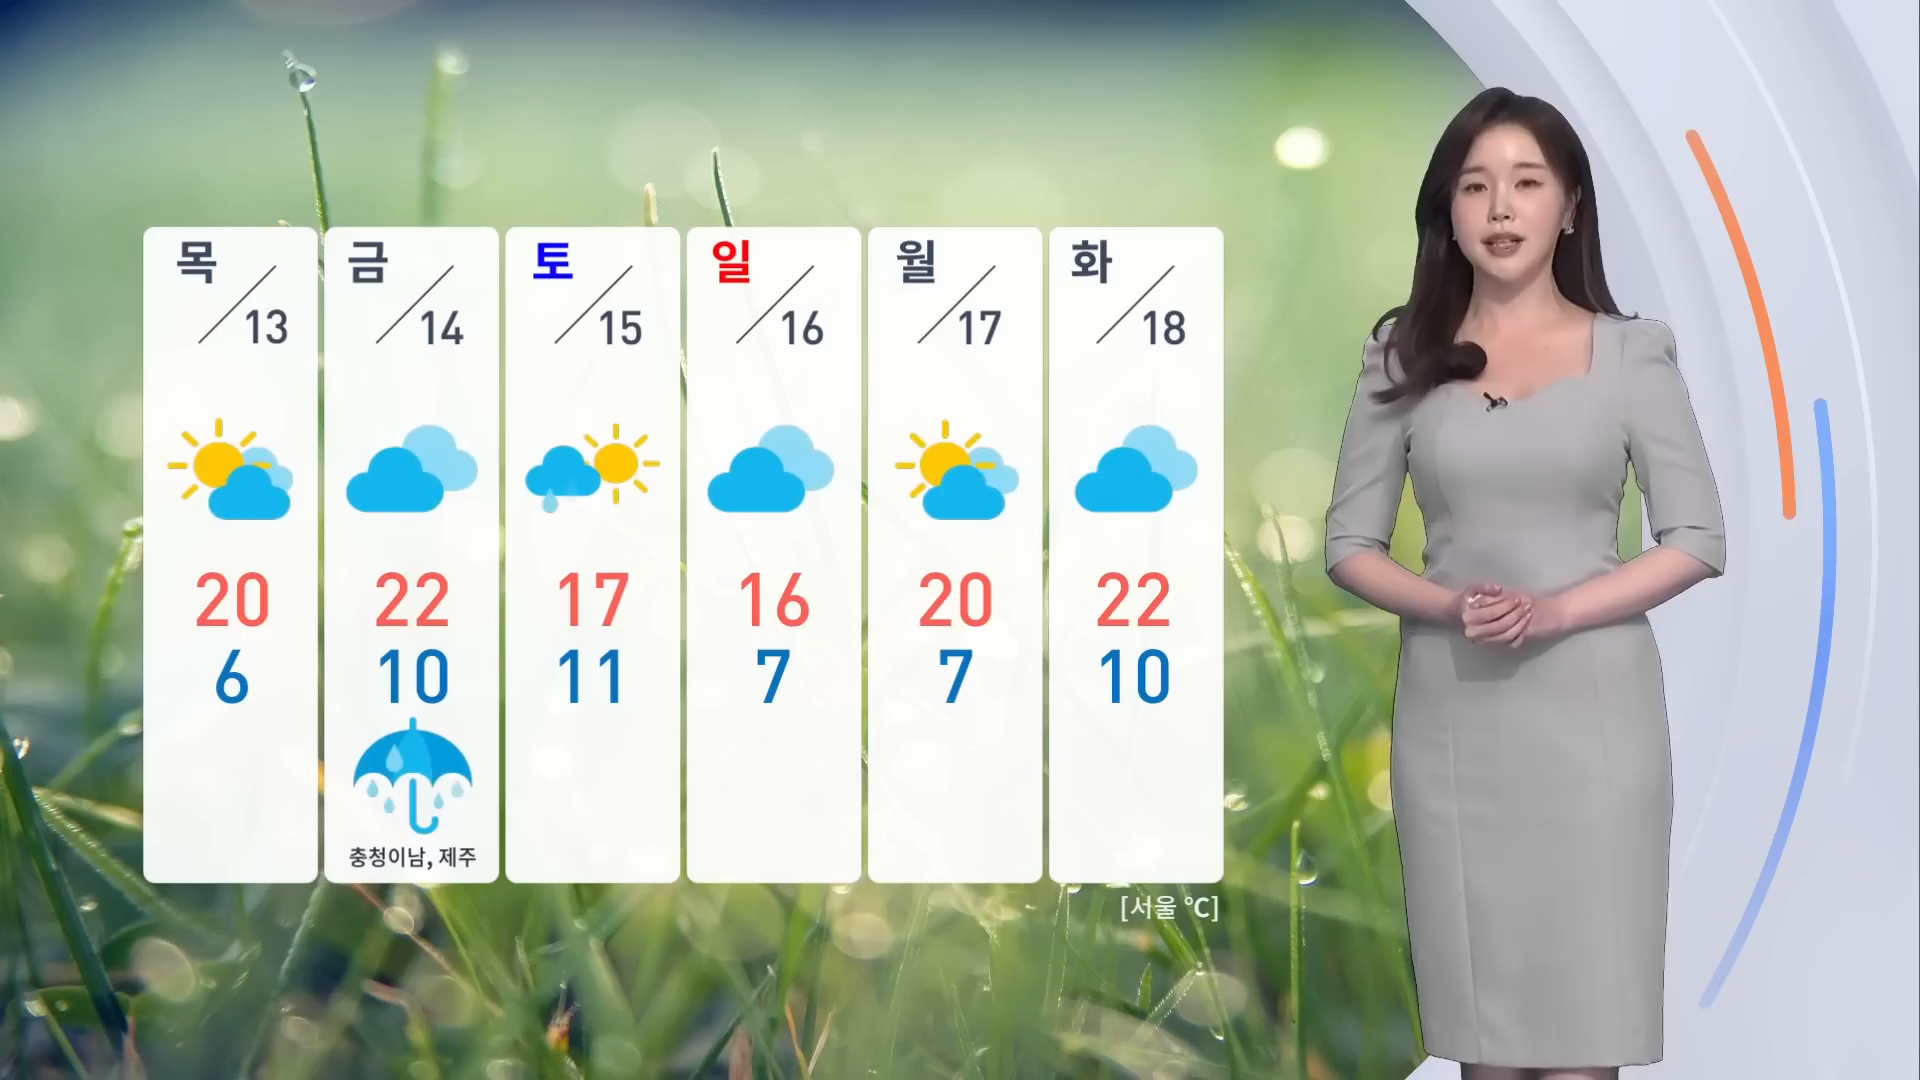 목 13
금 14
토 15
일 16
월 17
화 18
20 22 17 16 20 22
6 10 11 7 7 10
충청이남, 제주
[서울 ℃]